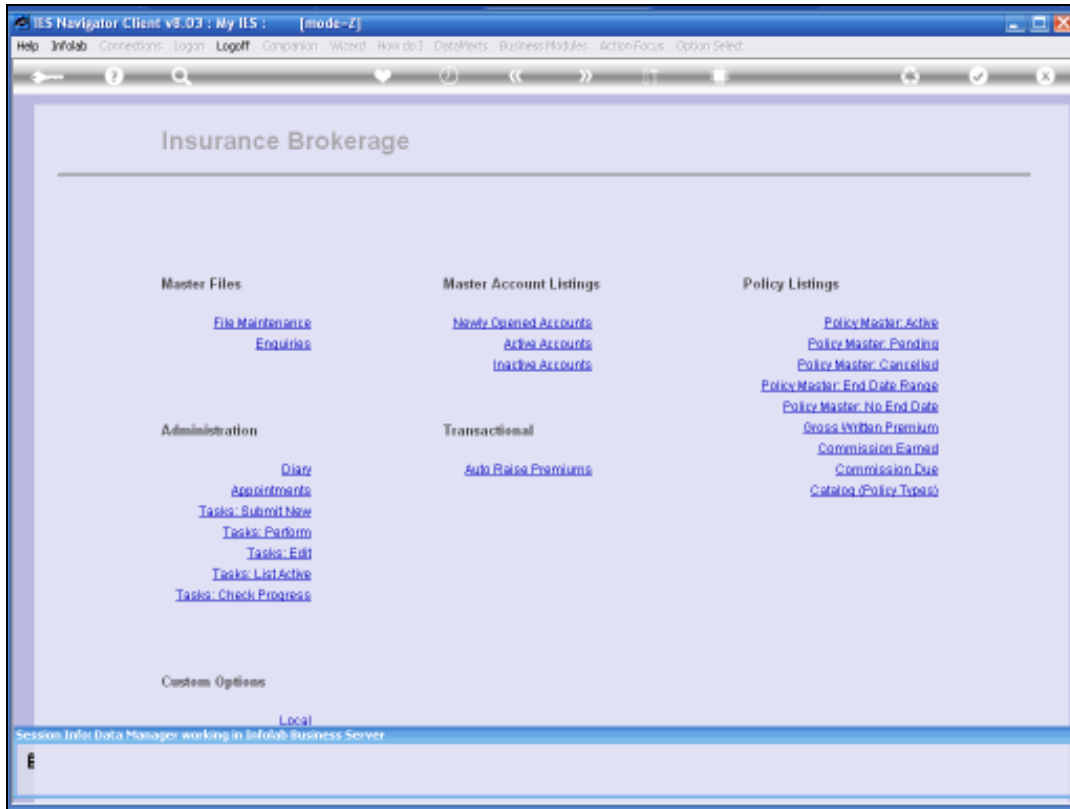 IES Navigator Client v8.03 : My IES : [mode=Z]
Help Infolab Connections Logon Logoff Companion Wizard How do I DataAlerts Business Modules Action Focus Option Select
Insurance Brokerage
Master Files
File Maintenance
Enquiries
Master Account Listings
Newly Opened Accounts
Active Accounts
Inactive Accounts
Policy Listings
Policy Master: Active
Policy Master: Pending
Policy Master: Cancelled
Policy Master: End Date Range
Policy Master: No End Date
Gross Written Premium
Commission Earned
Commission Due
Catalog (Policy Types)
Administration
Diary
Appointments
Tasks: Submit New
Tasks: Perform
Tasks: Edit
Tasks: List Active
Tasks: Check Progress
Transactional
Auto Raise Premiums
Custom Options
Local
Session Info: Data Manager working in Infolab Business Server